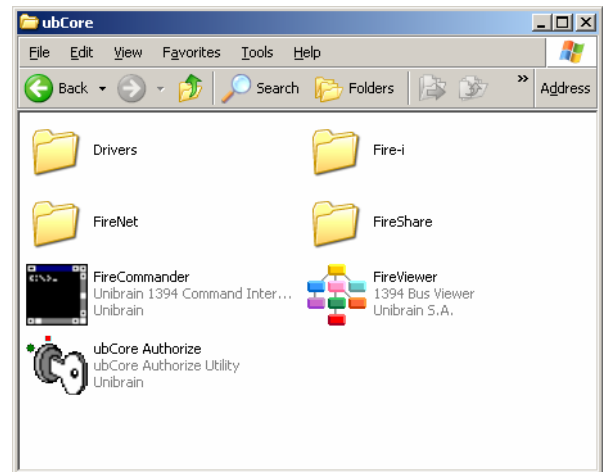 ubCore
File Edit View Favorites Tools Help
Back Search Folders » Address
Drivers
Fire-i
FireNet
FireShare
C:\>_
FireCommander
Unibrain 1394 Command Inter...
Unibrain
FireViewer
1394 Bus Viewer
Unibrain S.A.
ubCore Authorize
ubCore Authorize Utility
Unibrain